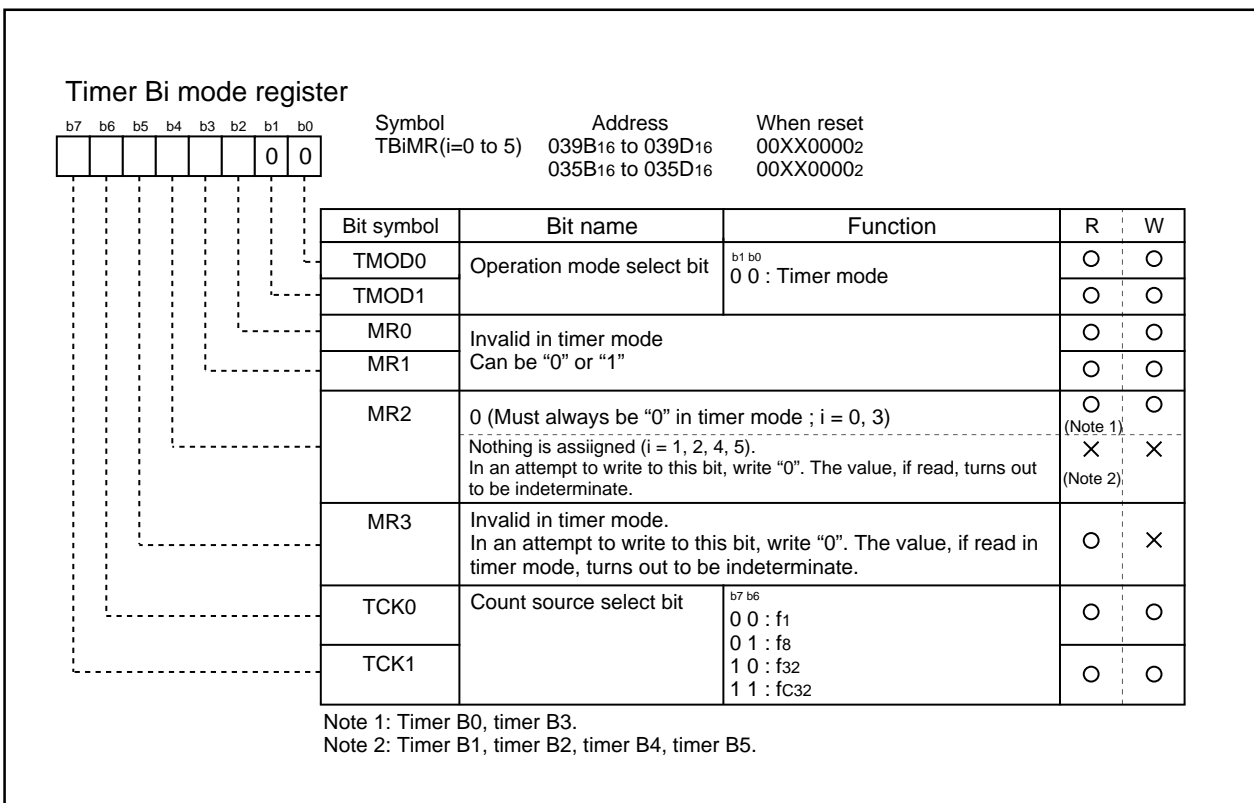 Timer Bi mode register
b7 b6 b5 b4 b3 b2 b1 b0
0 0
Symbol Address When reset
TBiMR(i=0 to 5) 039B16 to 039D16 00XX00002
035B16 to 035D16 00XX00002
Bit symbol Bit name Function R W
TMOD0 Operation mode select bit b1 b0
0 0 : Timer mode
TMOD1
MR0 Invalid in timer mode
MR1 Can be “0” or “1”
MR2 0 (Must always be “0” in timer mode ; i = 0, 3)
(Note 1)
Nothing is assiigned (i = 1, 2, 4, 5).
In an attempt to write to this bit, write “0”. The value, if read, turns out
to be indeterminate.
(Note 2)
MR3 Invalid in timer mode.
In an attempt to write to this bit, write “0”. The value, if read in
timer mode, turns out to be indeterminate.
TCK0 Count source select bit b7 b6
0 0 : f1
0 1 : f8
TCK1 1 0 : f32
1 1 : fC32
Note 1: Timer B0, timer B3.
Note 2: Timer B1, timer B2, timer B4, timer B5.